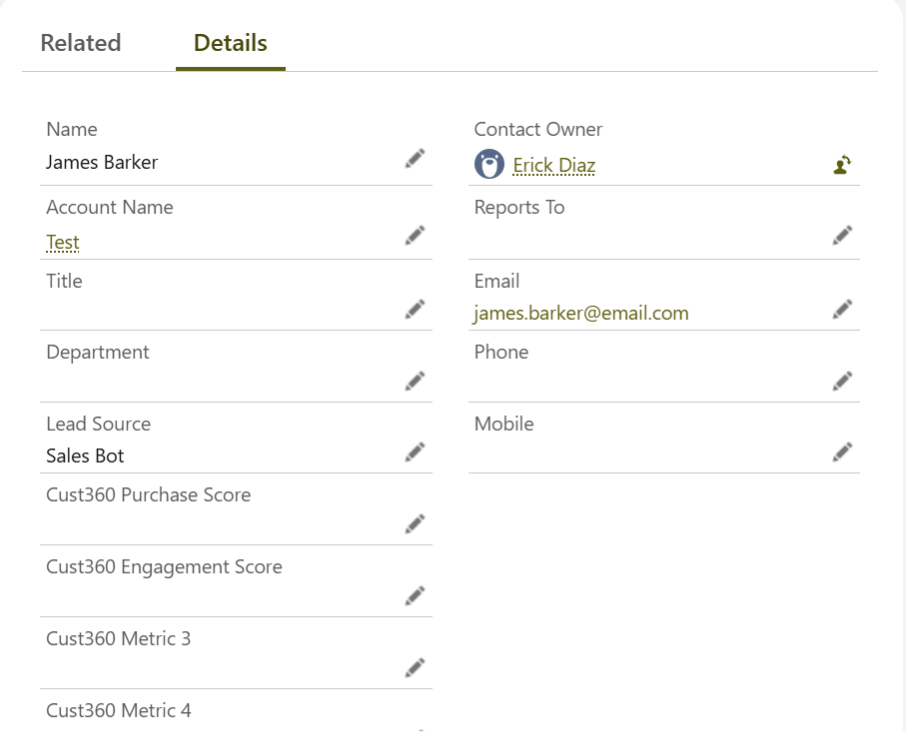 Related
Details
Name
James Barker
Contact Owner
Erick Diaz
Account Name
Test
Reports To
Title
Email
james.barker@email.com
Department
Phone
Lead Source
Sales Bot
Mobile
Cust360 Purchase Score
Cust360 Engagement Score
Cust360 Metric 3
Cust360 Metric 4